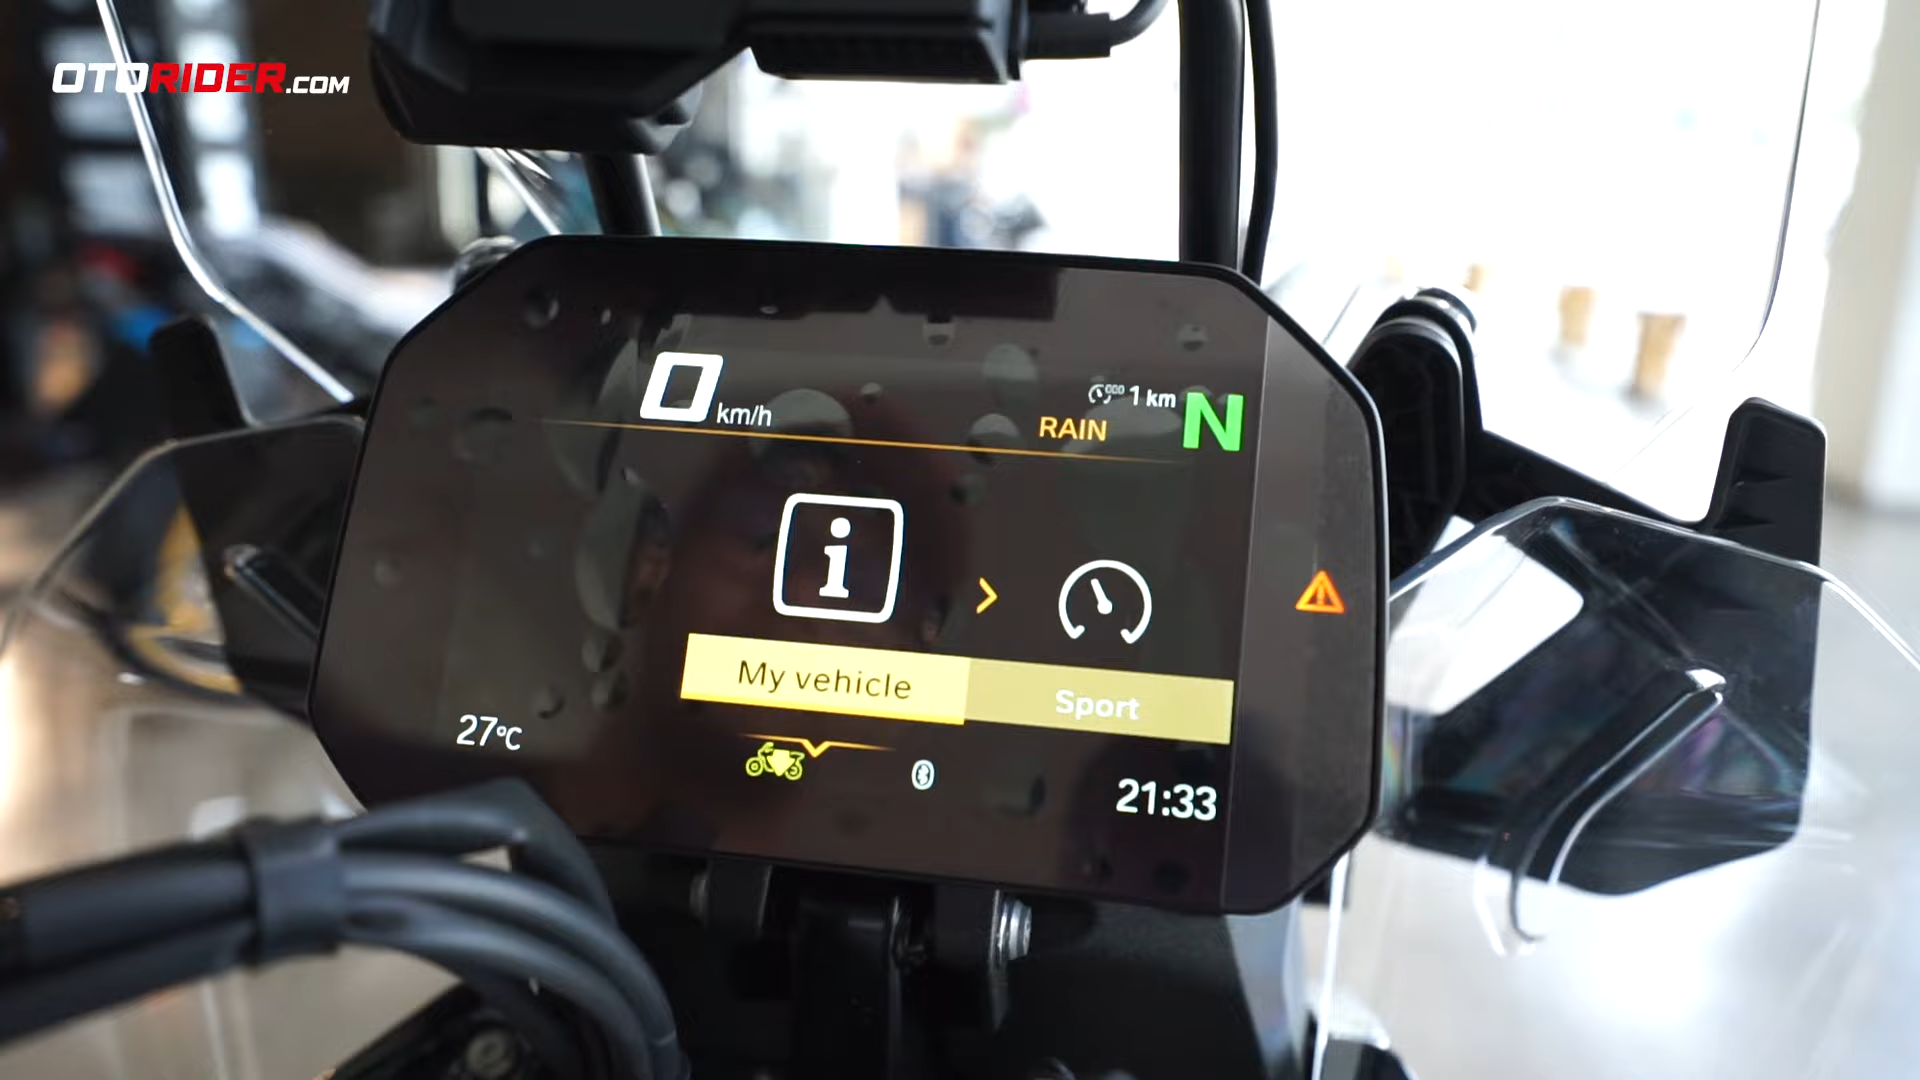 OTORIDER.COM
0 km/h
1 km
RAIN
N
My vehicle
Sport
27°C
21:33